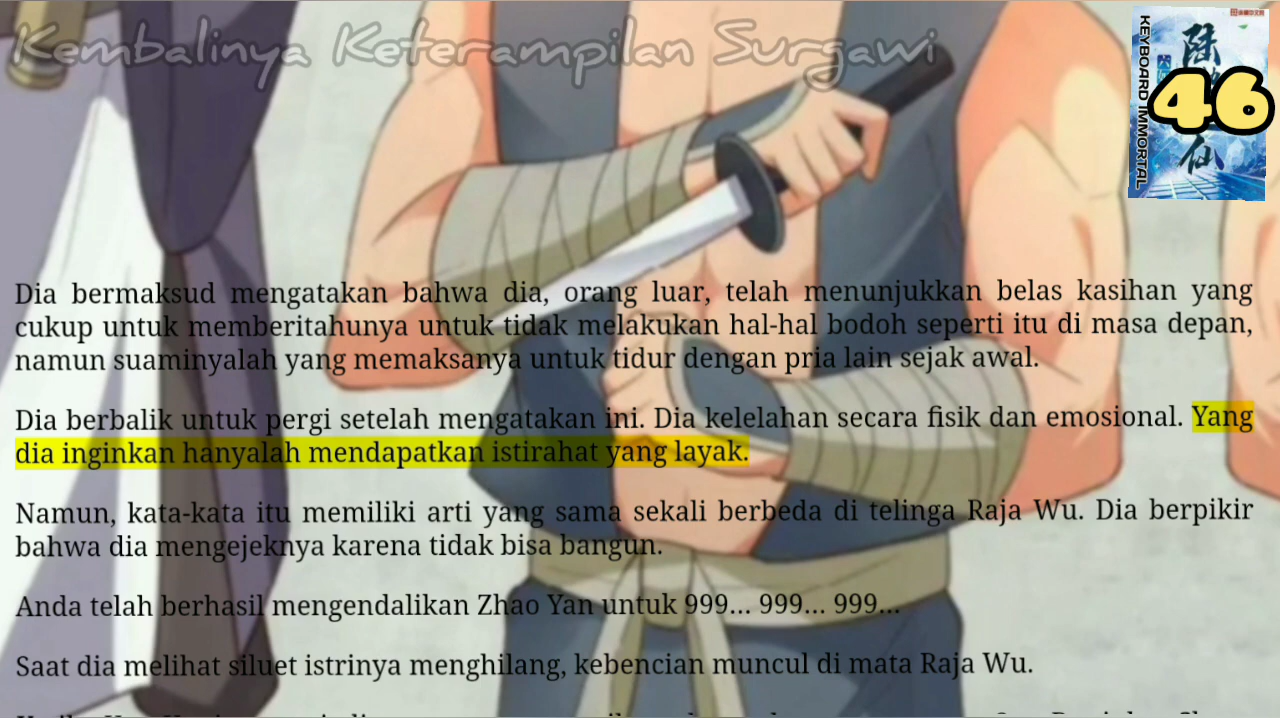 Kembalinya Keterampilan Surgawi
46
KEYBOARD IMMORTAL
Dia bermaksud mengatakan bahwa dia, orang luar, telah menunjukkan belas kasihan yang
cukup untuk memberitahunya untuk tidak melakukan hal-hal bodoh seperti itu di masa depan,
namun suaminyalah yang memaksanya untuk tidur dengan pria lain sejak awal.
Dia berbalik untuk pergi setelah mengatakan ini. Dia kelelahan secara fisik dan emosional. Yang
dia inginkan hanyalah mendapatkan istirahat yang layak.
Namun, kata-kata itu memiliki arti yang sama sekali berbeda di telinga Raja Wu. Dia berpikir
bahwa dia mengejeknya karena tidak bisa bangun.
Anda telah berhasil mengendalikan Zhao Yan untuk 999... 999... 999...
Saat dia melihat siluet istrinya menghilang, kebencian muncul di mata Raja Wu.